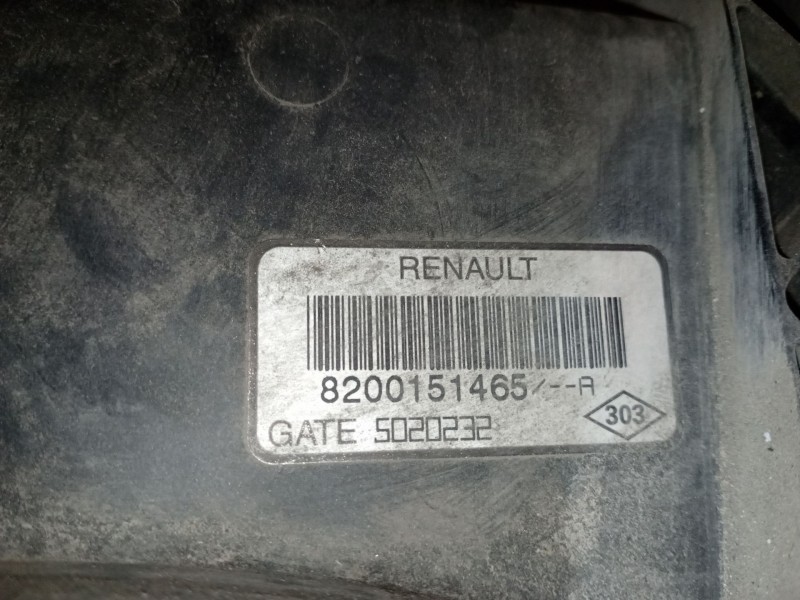 RENAULT
8200151465/--A
303
GATE 5020232